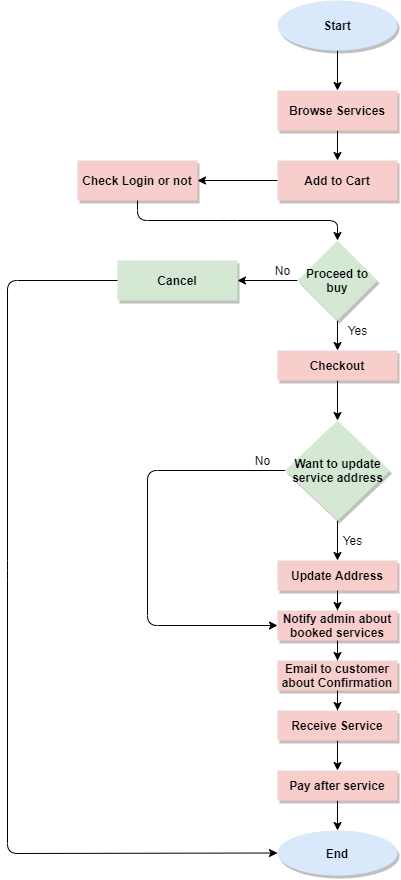 Start
Browse Services
Check Login or not
Add to Cart
No
Proceed to
buy
Cancel
Yes
Checkout
No
Want to update
service address
Yes
Update Address
Notify admin about
booked services
Email to customer
about Confirmation
Receive Service
Pay after service
End